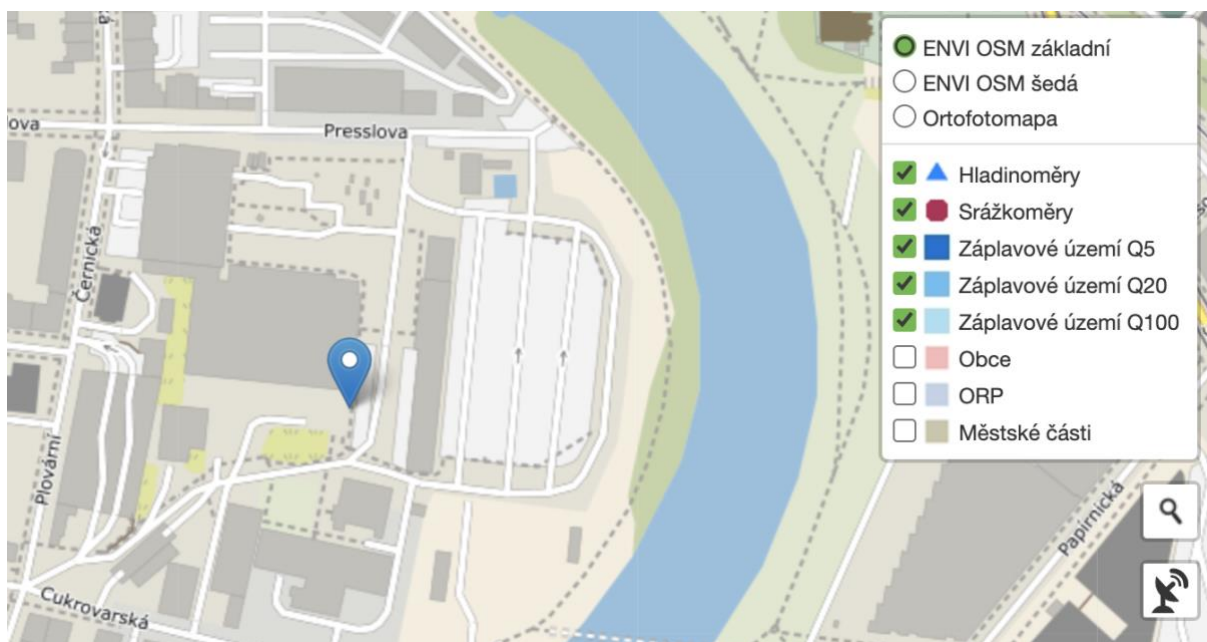 ENVI OSM základní
ENVI OSM šedá
Ortofotomapa
Hladinoměry
Srážkoměry
Záplavové území Q5
Záplavové území Q20
Záplavové území Q100
Obce
ORP
Městské části
ova
Presslova
Černická
Plovární
Cukrovarská
Papírnická